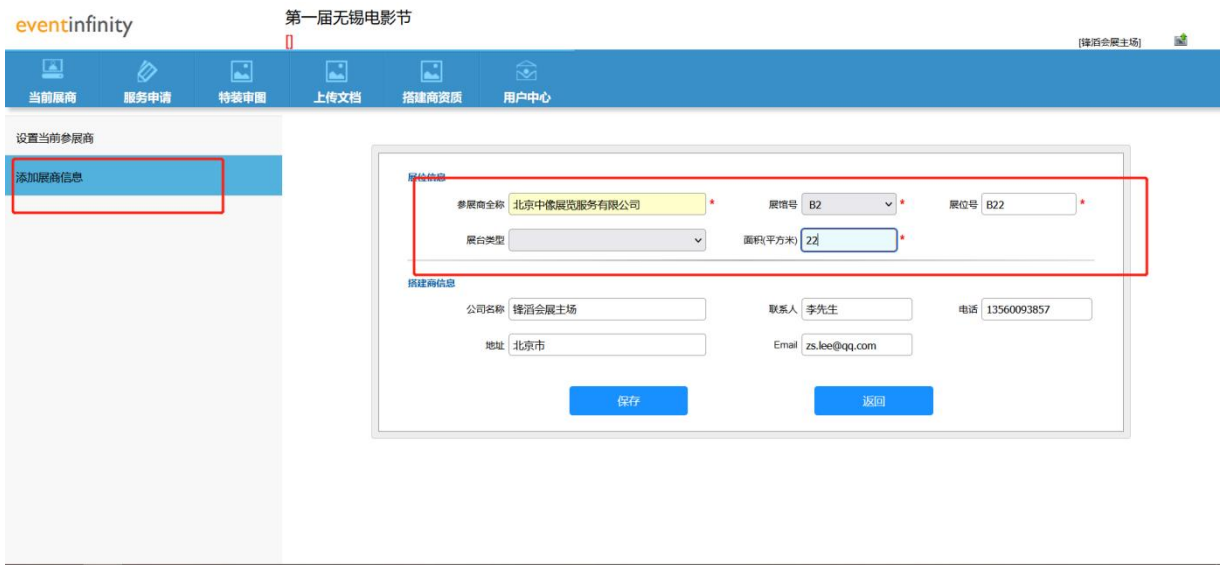 eventinfinity
第一届无锡电影节
[]
[锋滔会展主场]
当前展商 服务申请 特装审图 上传文档 搭建商资质 用户中心
设置当前参展商
添加展商信息
展位信息
参展商全称 北京中像展览服务有限公司 * 展馆号 B2 * 展位号 B22 *
展台类型 面积(平方米) 22 *
搭建商信息
公司名称 锋滔会展主场 联系人 李先生 电话 13560093857
地址 北京市 Email zs.lee@qq.com
保存 返回